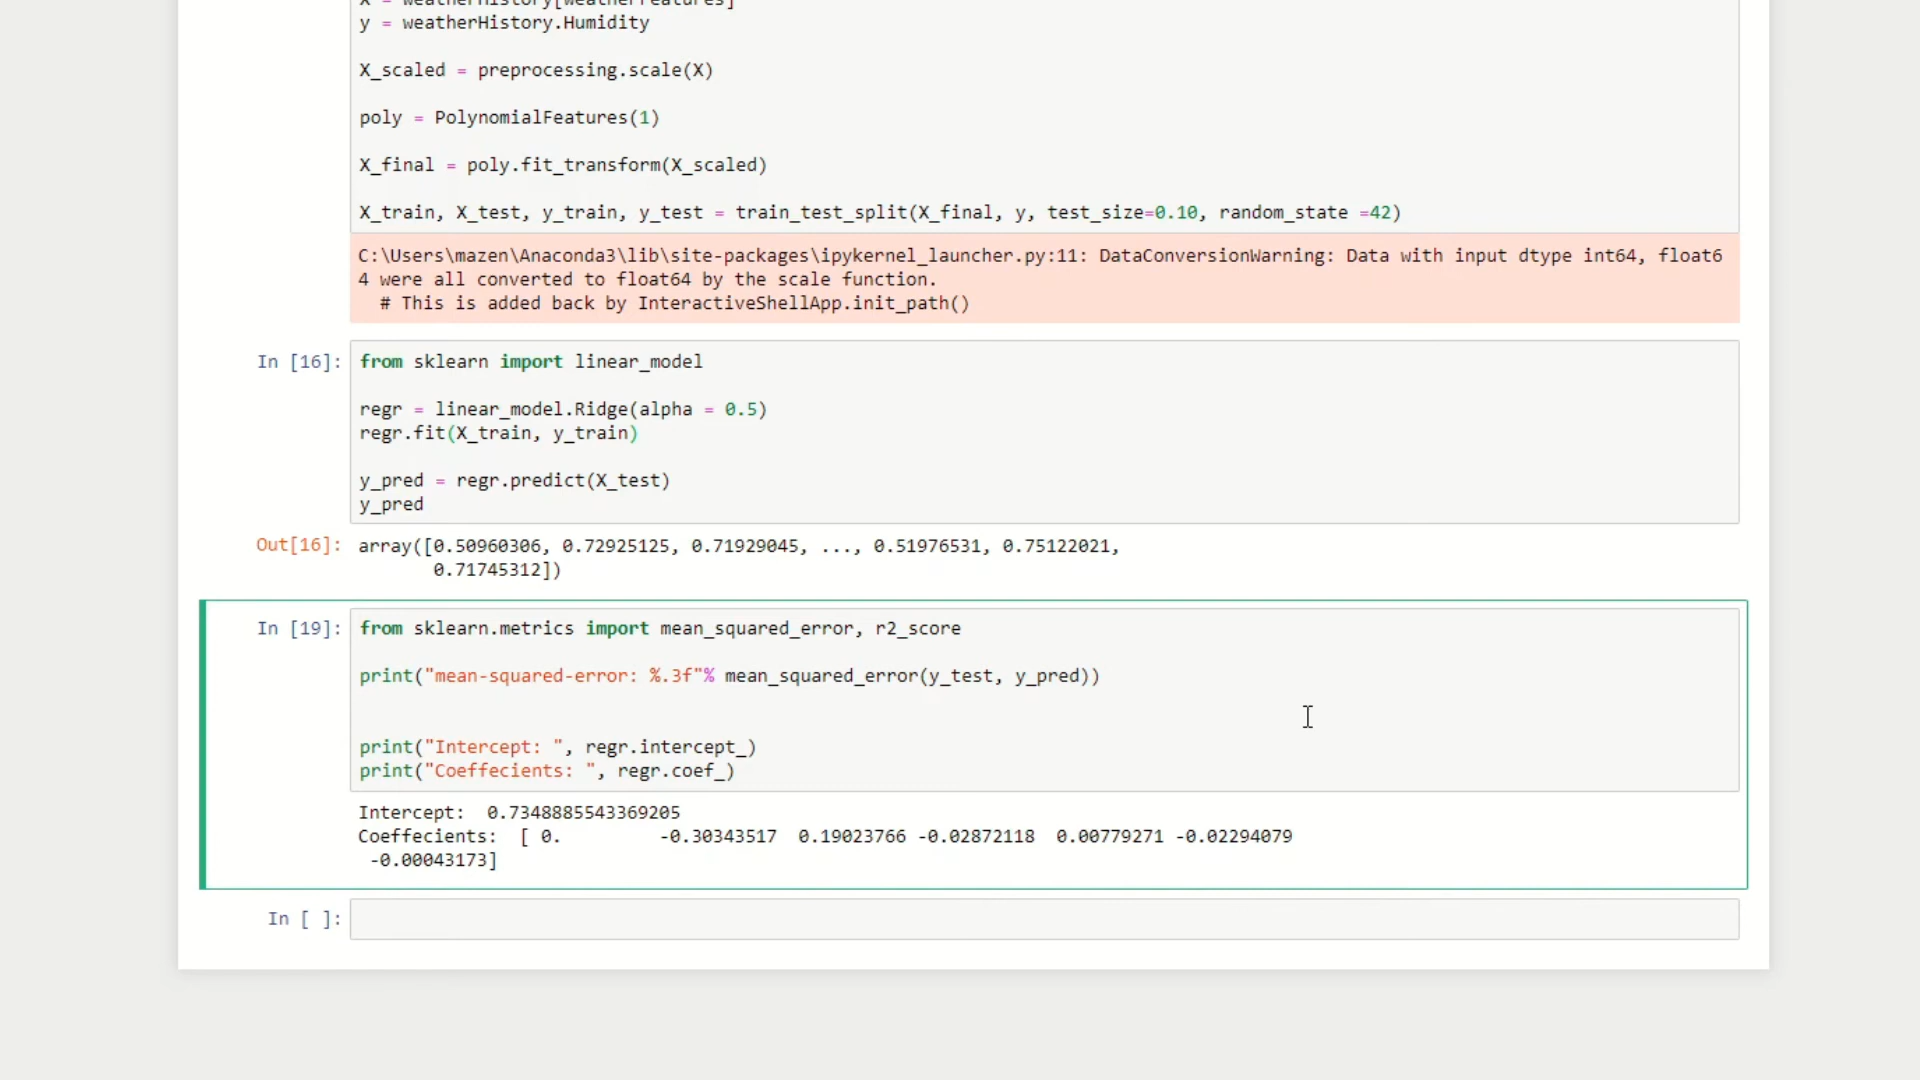 X = weatherHistory[weatherFeatures]
y = weatherHistory.Humidity
X_scaled = preprocessing.scale(X)
poly = PolynomialFeatures(1)
X_final = poly.fit_transform(X_scaled)
X_train, X_test, y_train, y_test = train_test_split(X_final, y, test_size=0.10, random_state =42)
C:\Users\mazen\Anaconda3\lib\site-packages\ipykernel_launcher.py:11: DataConversionWarning: Data with input dtype int64, float6
4 were all converted to float64 by the scale function.
# This is added back by InteractiveShellApp.init_path()
In [16]: from sklearn import linear_model
regr = linear_model.Ridge(alpha = 0.5)
regr.fit(X_train, y_train)
y_pred = regr.predict(X_test)
y_pred
Out[16]: array([0.50960306, 0.72925125, 0.71929045, ..., 0.51976531, 0.75122021,
0.71745312])
In [19]: from sklearn.metrics import mean_squared_error, r2_score
print("mean-squared-error: %.3f"% mean_squared_error(y_test, y_pred))
print("Intercept: ", regr.intercept_)
print("Coeffecients: ", regr.coef_)
Intercept:  0.7348885543369205
Coeffecients:  [ 0.         -0.30343517  0.19023766 -0.02872118  0.00779271 -0.02294079
-0.00043173]
In [ ]: